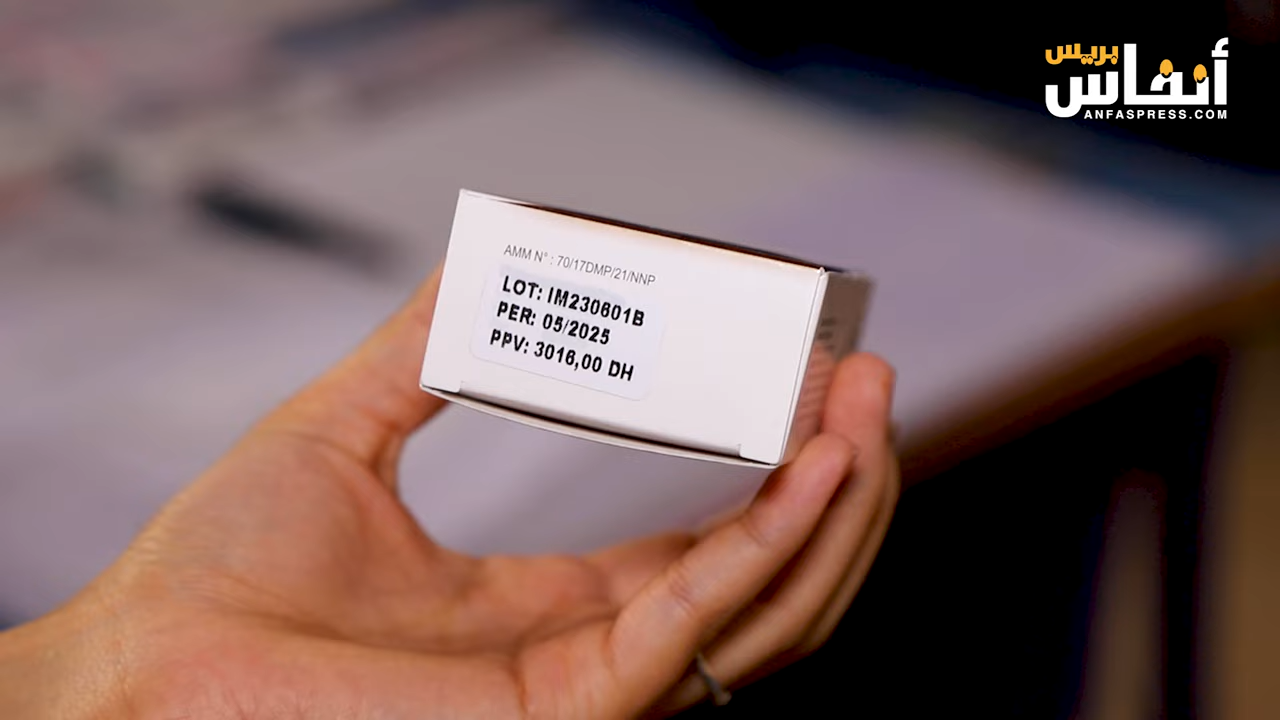 أنفاس بريس
ANFASPRESS.COM
AMM N° : 70/17DMP/21/NNP
LOT: IM230601B
PER: 05/2025
PPV: 3016,00 DH